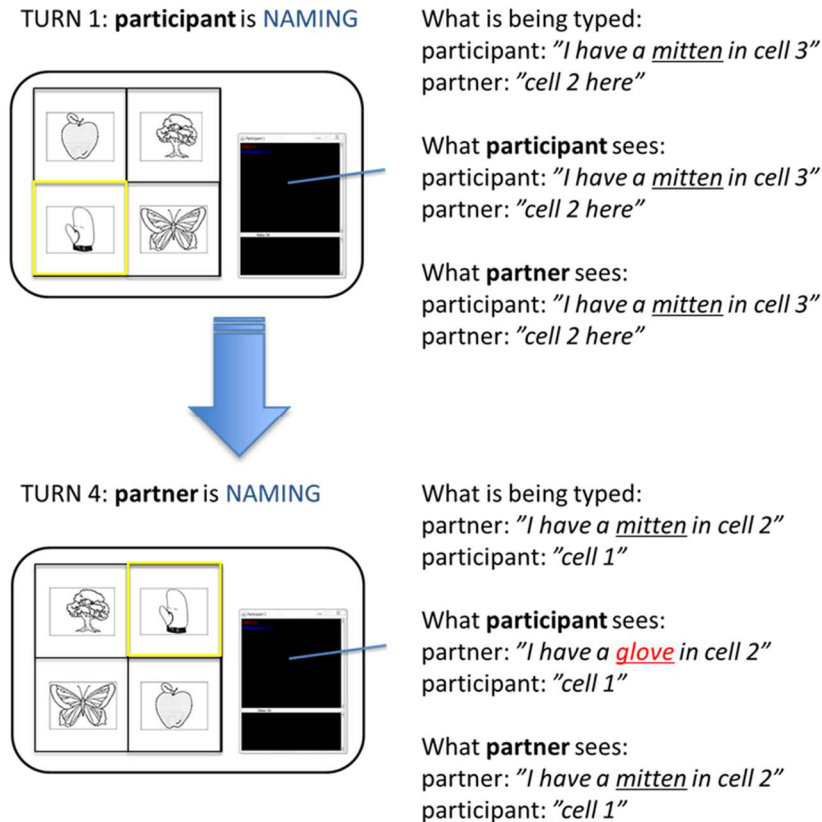 TURN 1: participant is NAMING
What is being typed:
participant: ”I have a mitten in cell 3”
partner: ”cell 2 here”
What participant sees:
participant: ”I have a mitten in cell 3”
partner: ”cell 2 here”
What partner sees:
participant: ”I have a mitten in cell 3”
partner: ”cell 2 here”
TURN 4: partner is NAMING
What is being typed:
partner: ”I have a mitten in cell 2”
participant: ”cell 1”
What participant sees:
partner: ”I have a glove in cell 2”
participant: ”cell 1”
What partner sees:
partner: ”I have a mitten in cell 2”
participant: ”cell 1”